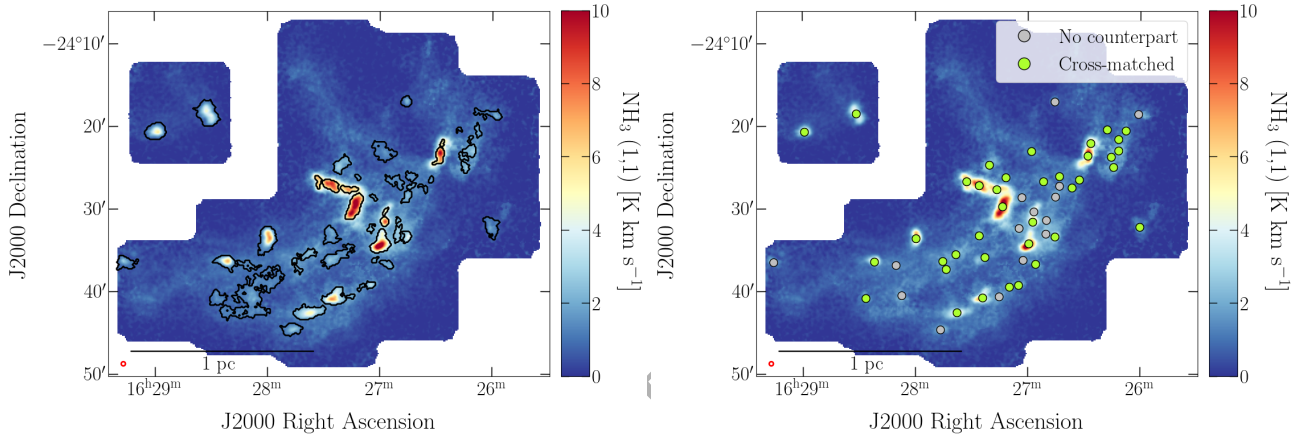 −24°10′
20′
30′
40′
50′
J2000 Declination
16ʰ29ᵐ
28ᵐ
27ᵐ
26ᵐ
J2000 Right Ascension
1 pc
10
8
6
4
2
0
NH₃ (1,1) [K km s⁻¹]
−24°10′
20′
30′
40′
50′
J2000 Declination
No counterpart
Cross-matched
16ʰ29ᵐ
28ᵐ
27ᵐ
26ᵐ
J2000 Right Ascension
1 pc
10
8
6
4
2
0
NH₃ (1,1) [K km s⁻¹]